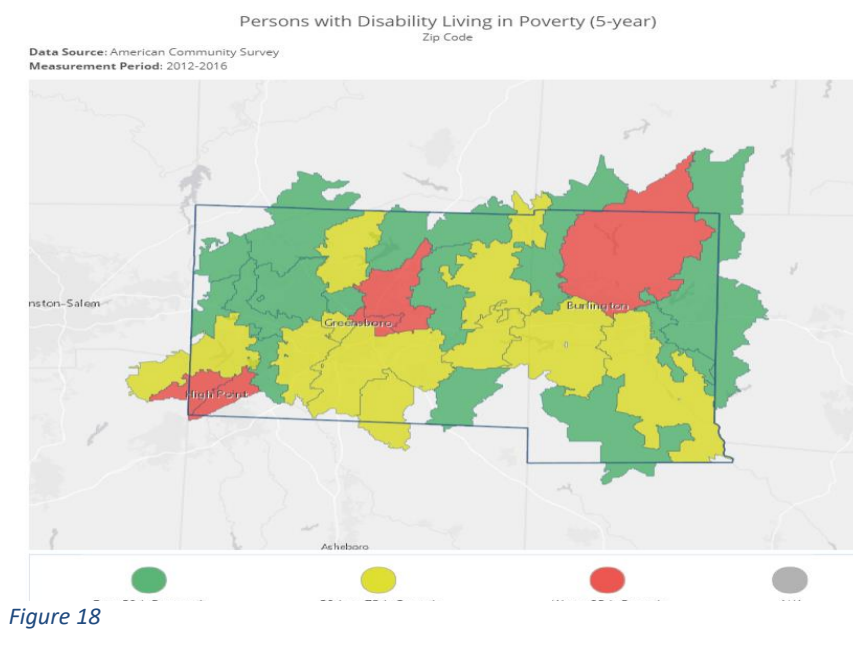 Persons with Disability Living in Poverty (5-year)
Zip Code
Data Source: American Community Survey
Measurement Period: 2012-2016
nston-Salem
Burlington
Greensboro
High Point
Asheboro
Figure 18